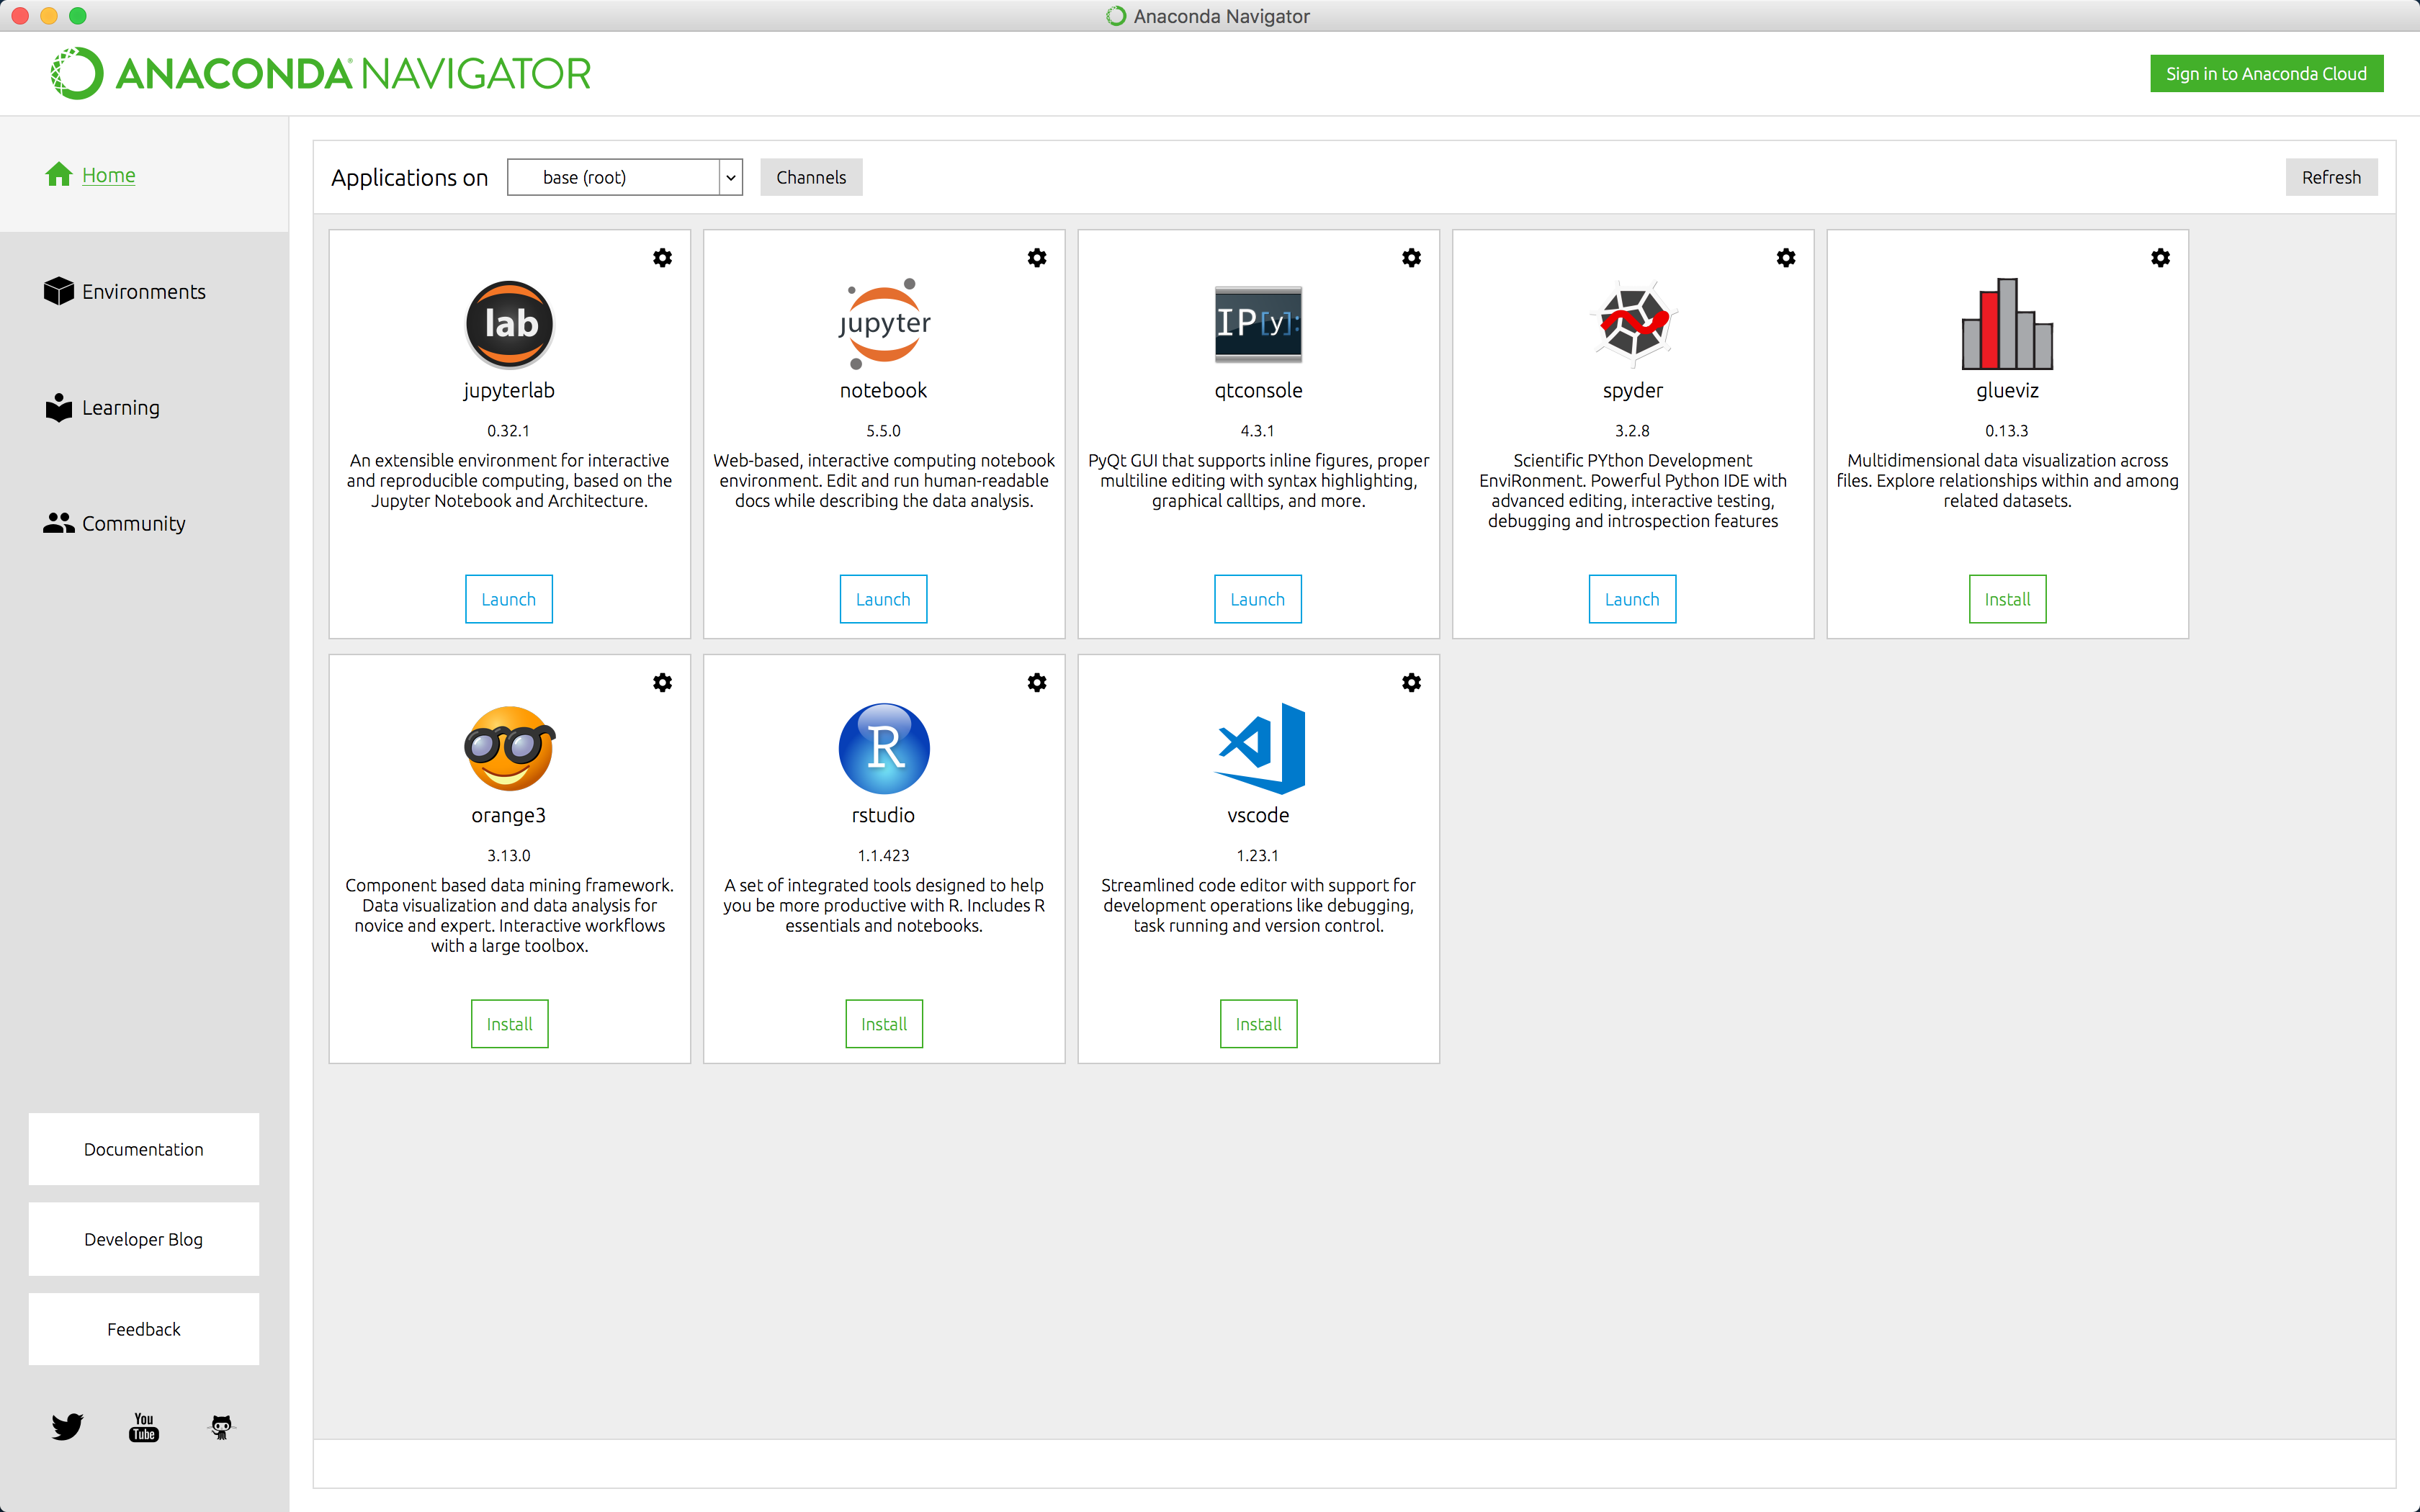 Anaconda Navigator
ANACONDA NAVIGATOR
Sign in to Anaconda Cloud
Home
Environments
Learning
Community
Documentation
Developer Blog
Feedback
You
Tube
Applications on
base (root)
Channels
Refresh
lab
jupyterlab
0.32.1
An extensible environment for interactive
and reproducible computing, based on the
Jupyter Notebook and Architecture.
Launch
jupyter
notebook
5.5.0
Web-based, interactive computing notebook
environment. Edit and run human-readable
docs while describing the data analysis.
Launch
IP[y]:
qtconsole
4.3.1
PyQt GUI that supports inline figures, proper
multiline editing with syntax highlighting,
graphical calltips, and more.
Launch
spyder
3.2.8
Scientific PYthon Development
EnviRonment. Powerful Python IDE with
advanced editing, interactive testing,
debugging and introspection features
Launch
glueviz
0.13.3
Multidimensional data visualization across
files. Explore relationships within and among
related datasets.
Install
orange3
3.13.0
Component based data mining framework.
Data visualization and data analysis for
novice and expert. Interactive workflows
with a large toolbox.
Install
R
rstudio
1.1.423
A set of integrated tools designed to help
you be more productive with R. Includes R
essentials and notebooks.
Install
vscode
1.23.1
Streamlined code editor with support for
development operations like debugging,
task running and version control.
Install